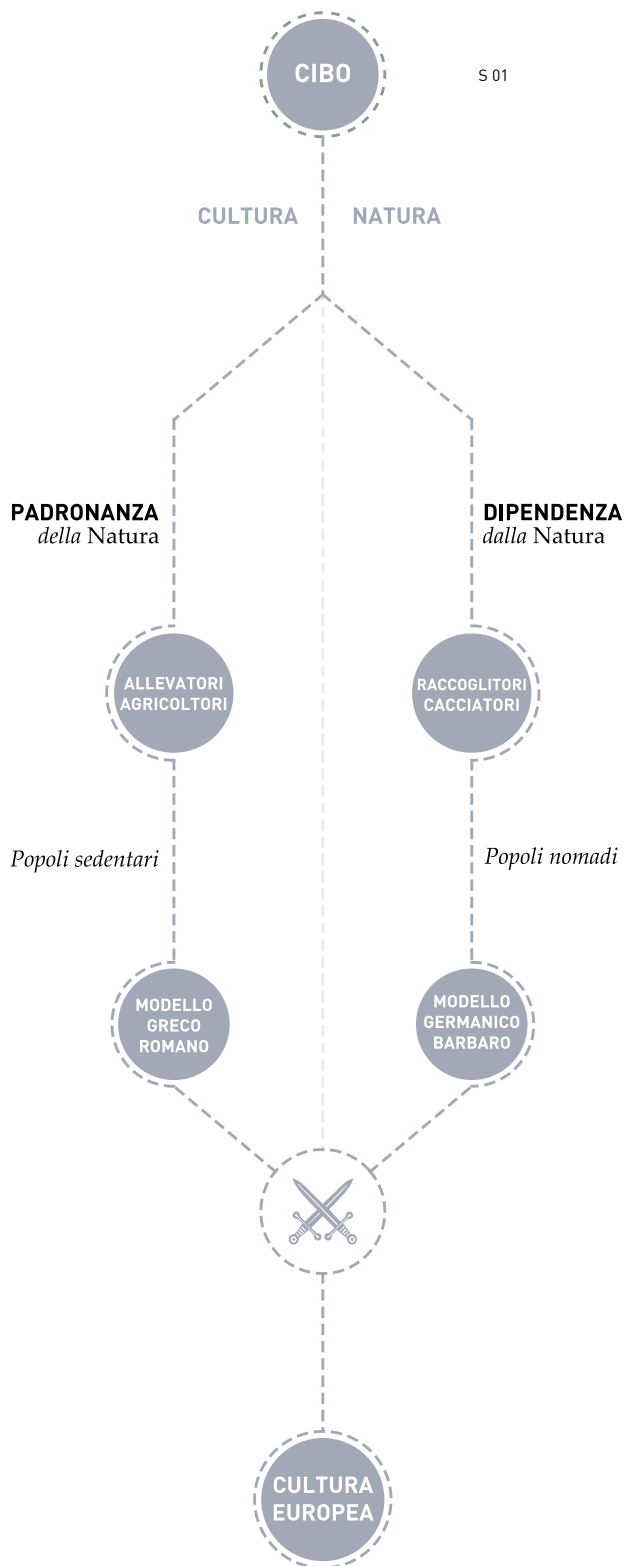 CIBO
S 01
CULTURA
NATURA
PADRONANZA
della Natura
DIPENDENZA
dalla Natura
ALLEVATORI
AGRICOLTORI
RACCOGLITORI
CACCIATORI
Popoli sedentari
Popoli nomadi
MODELLO
GRECO
ROMANO
MODELLO
GERMANICO
BARBARO
CULTURA
EUROPEA